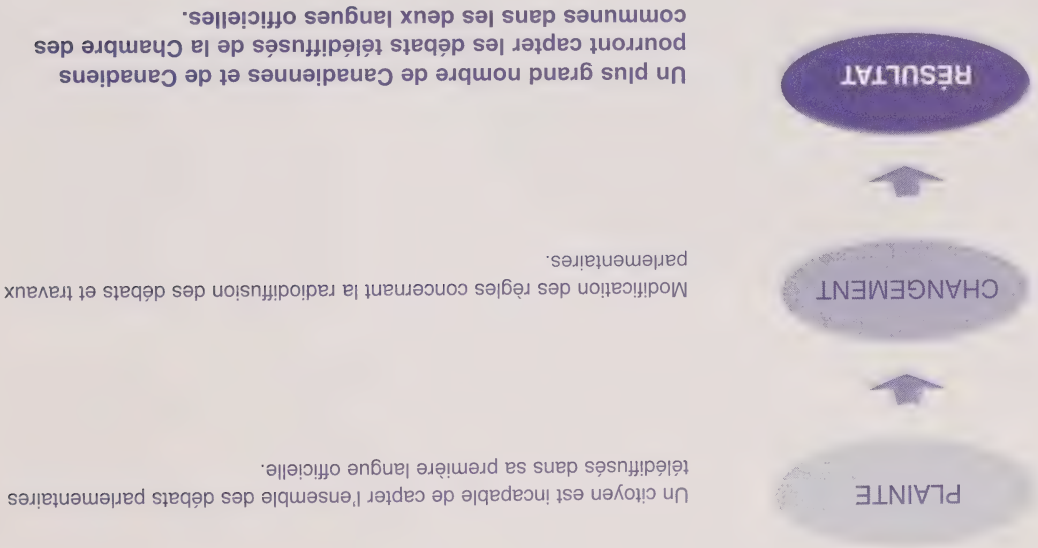 PLAINTE
Un citoyen est incapable de capter l'ensemble des débats parlementaires
télédiffusés dans sa première langue officielle.
CHANGEMENT
Modification des règles concernant la radiodiffusion des débats et travaux
parlementaires.
RÉSULTAT
Un plus grand nombre de Canadiennes et de Canadiens
pourront capter les débats télédiffusés de la Chambre des
communes dans les deux langues officielles.